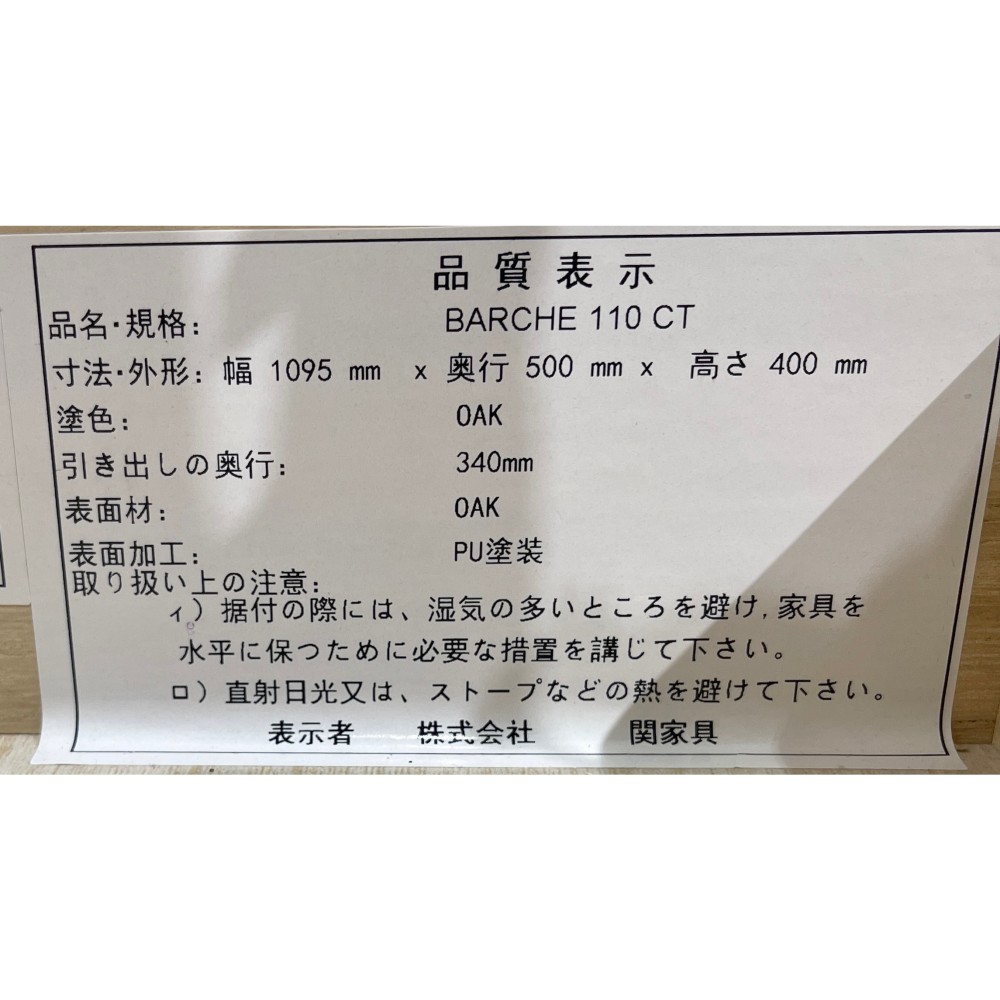 品質表示
品名・規格: BARCHE 110 CT
寸法・外形: 幅 1095 mm x 奥行 500 mm x 高さ 400 mm
塗色: OAK
引き出しの奥行: 340mm
表面材: OAK
表面加工: PU塗装
取り扱い上の注意:
ィ）据付の際には、湿気の多いところを避け,家具を
水平に保つために必要な措置を講じて下さい。
ロ）直射日光又は、ストープなどの熱を避けて下さい。
表示者 株式会社 関家具